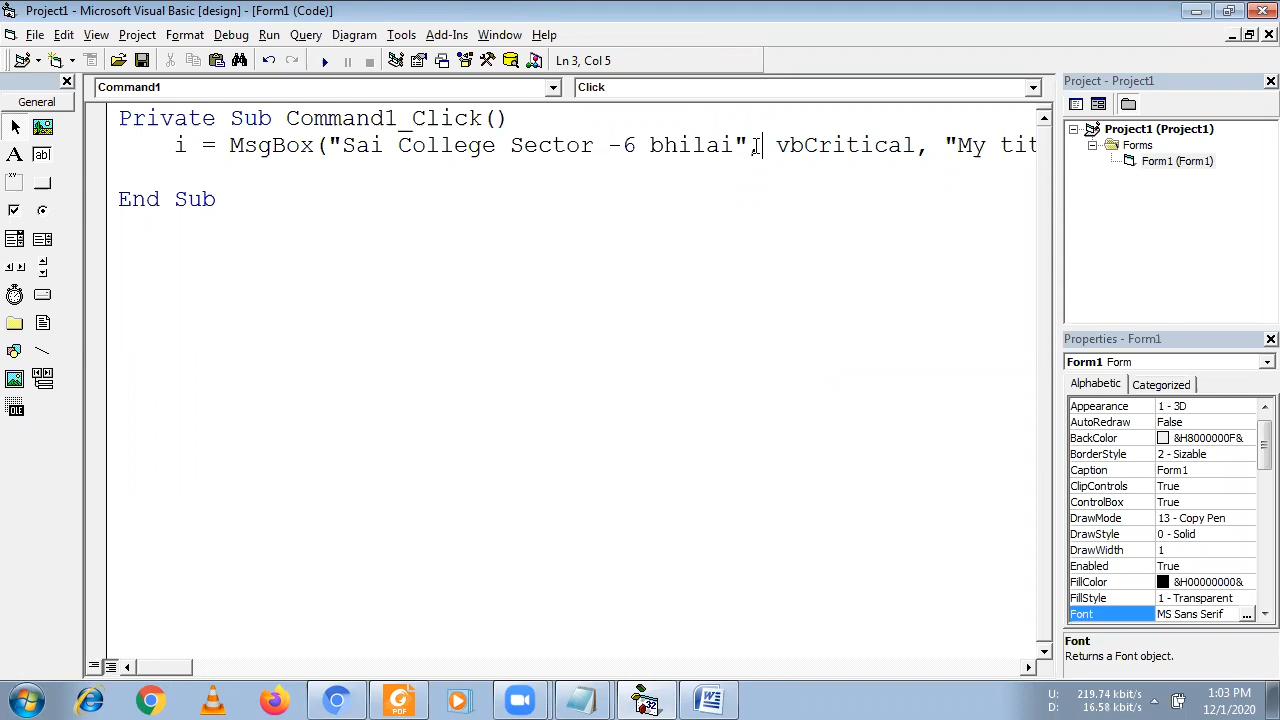 Project1 - Microsoft Visual Basic [design] - [Form1 (Code)]
File Edit View Project Format Debug Run Query Diagram Tools Add-Ins Window Help
Ln 3, Col 5
General
Command1
Click
Private Sub Command1_Click()
i = MsgBox("Sai College Sector -6 bhilai", vbCritical, "My tit
End Sub
Project - Project1
Project1 (Project1)
Forms
Form1 (Form1)
Properties - Form1
Form1 Form
Alphabetic Categorized
Appearance 1 - 3D
AutoRedraw False
BackColor &H8000000F&
BorderStyle 2 - Sizable
Caption Form1
ClipControls True
ControlBox True
DrawMode 13 - Copy Pen
DrawStyle 0 - Solid
DrawWidth 1
Enabled True
FillColor &H00000000&
FillStyle 1 - Transparent
Font MS Sans Serif ...
Font
Returns a Font object.
U: 219.74 kbit/s
D: 16.58 kbit/s
1:03 PM
12/1/2020